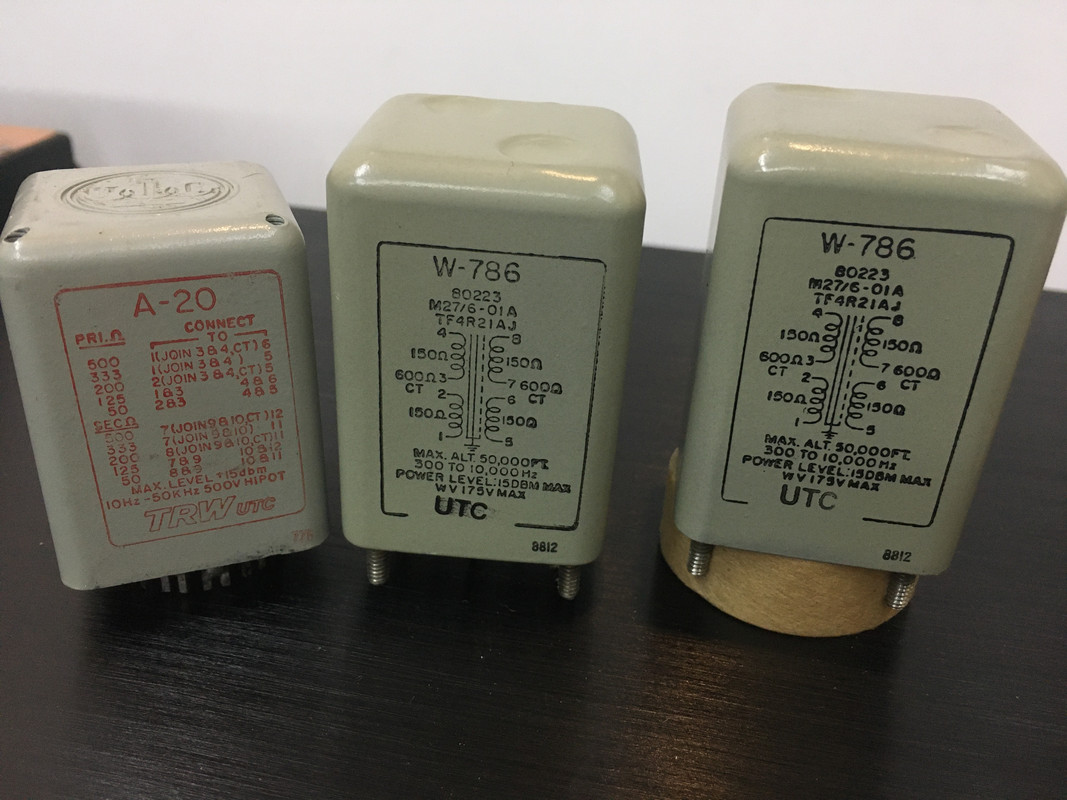 U.T.C.
A-20
PRI.Ω CONNECT TO
500 1(JOIN 3&4,CT)6
333 1(JOIN 3&4) 5
200 2(JOIN 3&4,CT)5
125 1&3 4&6
50 2&3 4&5
SEC Ω
500 7(JOIN 9&10,CT)12
333 7(JOIN 9&10) 11
200 8(JOIN 9&10,CT)11
125 7&9 10&12
50 8&9 10&11
MAX. LEVEL +15dbm
10Hz-50KHz 500V HIPOT
TRW UTC
W-786
80223
M27/6-01A
TF4R21AJ
4 8
150Ω 150Ω
600Ω 3 7 600Ω
CT 2 6 CT
150Ω 150Ω
1 5
MAX. ALT. 50,000FT.
300 TO 10,000 Hz
POWER LEVEL:15DBM MAX
WV 175V MAX
UTC
8812
W-786
80223
M27/6-01A
TF4R21AJ
4 8
150Ω 150Ω
600Ω 3 7 600Ω
CT 2 6 CT
150Ω 150Ω
1 5
MAX. ALT. 50,000FT.
300 TO 10,000 Hz
POWER LEVEL:15DBM MAX
WV 175V MAX
UTC
8812